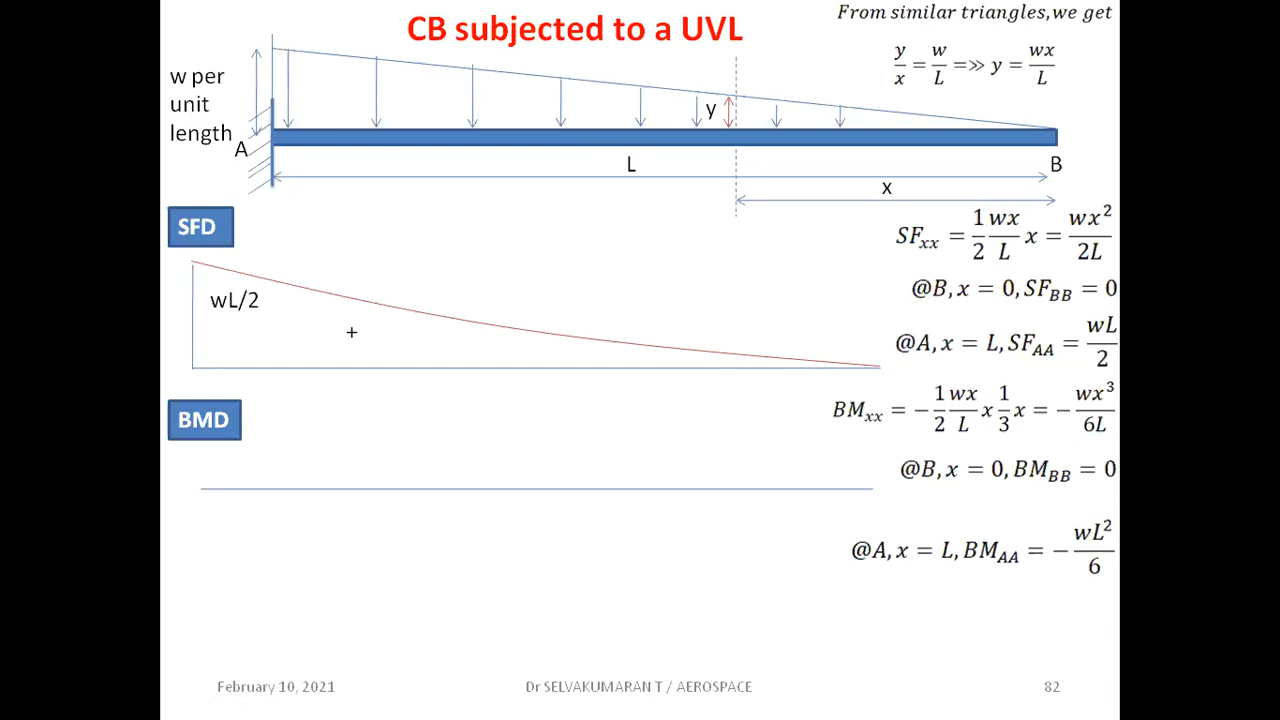 CB subjected to a UVL
From similar triangles,we get
y/x = w/L =≫ y = wx/L
w per
unit
length
A
y
L
B
x
SFD
SF_xx = 1/2 wx/L x = wx²/2L
wL/2
@B, x = 0, SF_BB = 0
+
@A, x = L, SF_AA = wL/2
BMD
BM_xx = −1/2 wx/L x 1/3 x = −wx³/6L
@B, x = 0, BM_BB = 0
@A, x = L, BM_AA = −wL²/6
February 10, 2021
Dr SELVAKUMARAN T / AEROSPACE
82